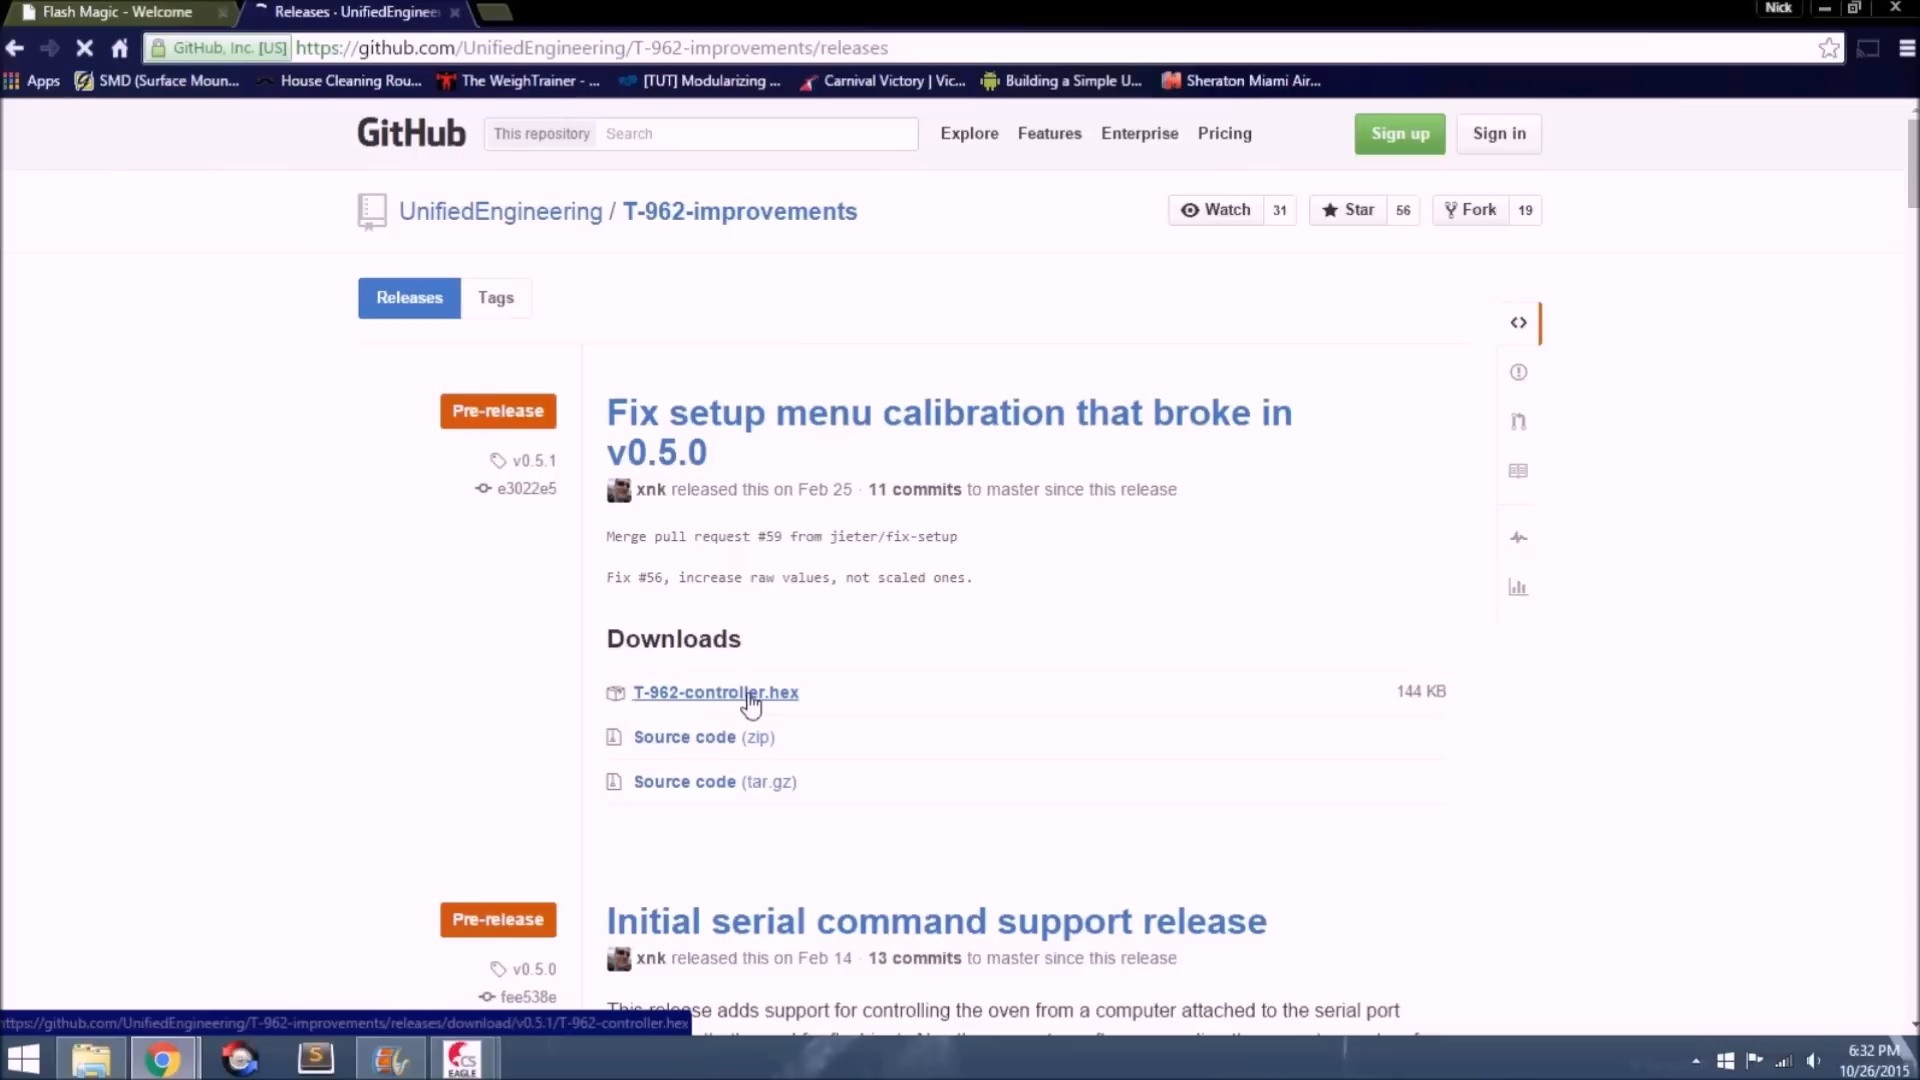 Flash Magic - Welcome
Releases · UnifiedEnginee
Nick
GitHub, Inc. [US]
https://github.com/UnifiedEngineering/T-962-improvements/releases
Apps
SMD (Surface Moun...
House Cleaning Rou...
The WeighTrainer - ...
[TUT] Modularizing ...
Carnival Victory | Vic...
Building a Simple U...
Sheraton Miami Air...
GitHub
This repository
Search
Explore
Features
Enterprise
Pricing
Sign up
Sign in
UnifiedEngineering / T-962-improvements
Watch 31
Star 56
Fork 19
Releases
Tags
Pre-release
v0.5.1
e3022e5
Fix setup menu calibration that broke in
v0.5.0
xnk released this on Feb 25 · 11 commits to master since this release
Merge pull request #59 from jieter/fix-setup
Fix #56, increase raw values, not scaled ones.
Downloads
T-962-controller.hex
144 KB
Source code (zip)
Source code (tar.gz)
Pre-release
v0.5.0
fee538e
Initial serial command support release
xnk released this on Feb 14 · 13 commits to master since this release
This release adds support for controlling the oven from a computer attached to the serial port
https://github.com/UnifiedEngineering/T-962-improvements/releases/download/v0.5.1/T-962-controller.hex
S
CS
EAGLE
6:32 PM
10/26/2015